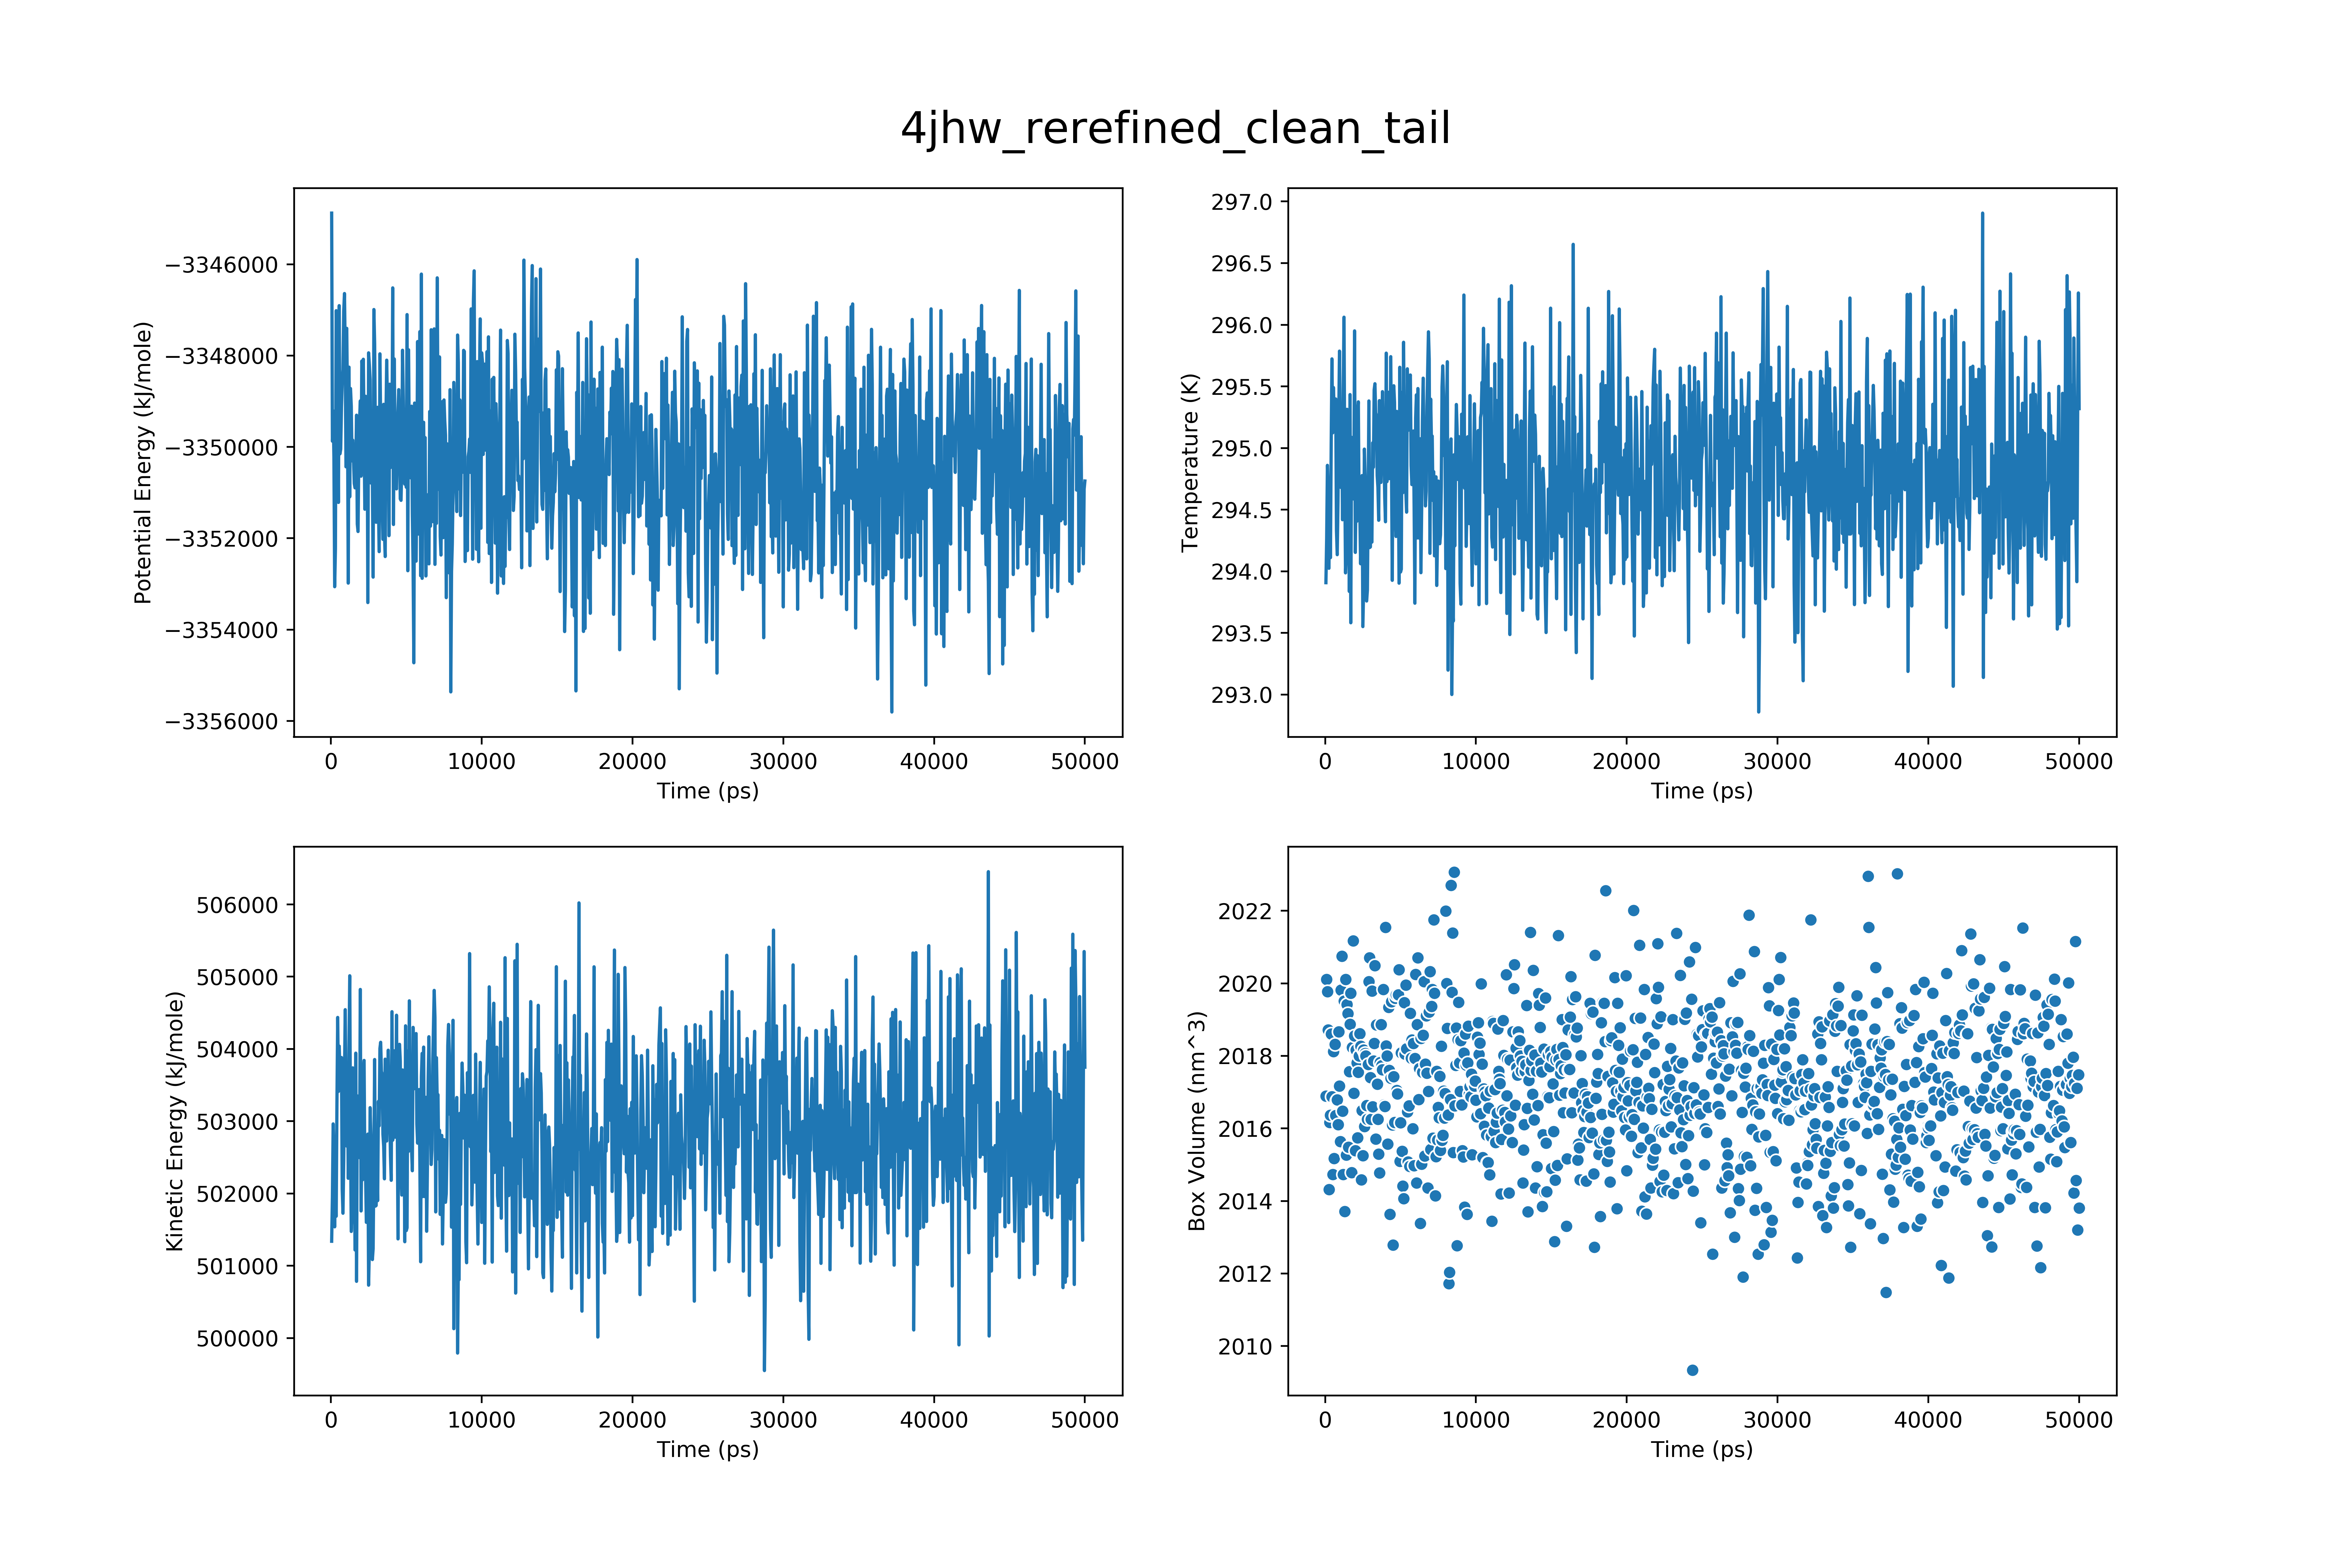 4jhw_rerefined_clean_tail
Potential Energy (kJ/mole)
−3346000
−3348000
−3350000
−3352000
−3354000
−3356000
0 10000 20000 30000 40000 50000
Time (ps)
Temperature (K)
297.0
296.5
296.0
295.5
295.0
294.5
294.0
293.5
293.0
0 10000 20000 30000 40000 50000
Time (ps)
Kinetic Energy (kJ/mole)
506000
505000
504000
503000
502000
501000
500000
0 10000 20000 30000 40000 50000
Time (ps)
Box Volume (nm^3)
2022
2020
2018
2016
2014
2012
2010
0 10000 20000 30000 40000 50000
Time (ps)